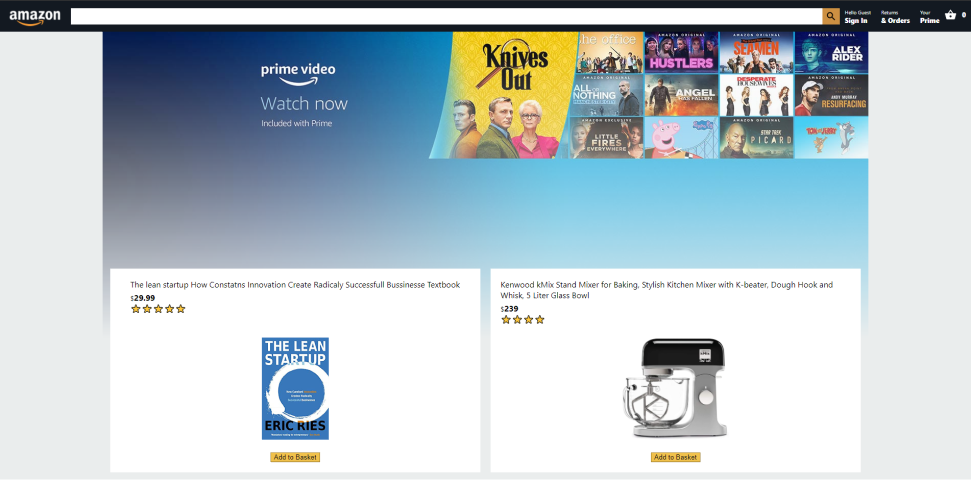 amazon
Hello Guest
Sign In
Returns
& Orders
Your
Prime
0
prime video
Watch now
Included with Prime
Knives
Out
the office
AMAZON ORIGINAL
HUSTLERS
AMAZON ORIGINAL
SEAMEN
AMAZON ORIGINAL
ALEX
RIDER
AMAZON ORIGINAL
ALL OR
NOTHING
ANGEL
HAS FALLEN
DESPERATE
HOUSEWIVES
AMAZON ORIGINAL
ANDY MURRAY
RESURFACING
AMAZON EXCLUSIVE
LITTLE
FIRES
EVERYWHERE
AMAZON ORIGINAL
STAR TREK
PICARD
TOM and JERRY
The lean startup How Constatns Innovation Create Radicaly Successfull Bussinesse Textbook
$29.99
THE LEAN
STARTUP
ERIC RIES
Add to Basket
Kenwood kMix Stand Mixer for Baking, Stylish Kitchen Mixer with K-beater, Dough Hook and
Whisk, 5 Liter Glass Bowl
$239
K
Add to Basket